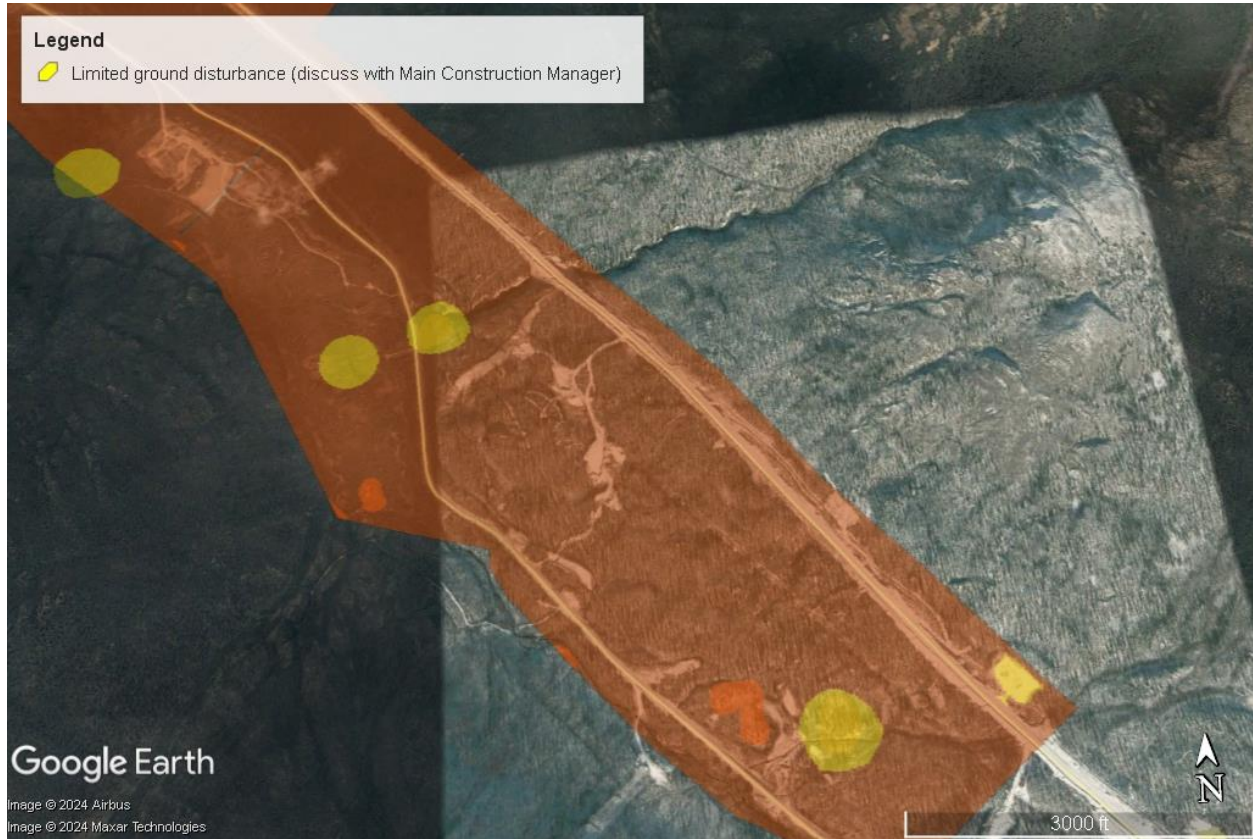 Legend
Limited ground disturbance (discuss with Main Construction Manager)
Google Earth
Image © 2024 Airbus
Image © 2024 Maxar Technologies
3000 ft
N